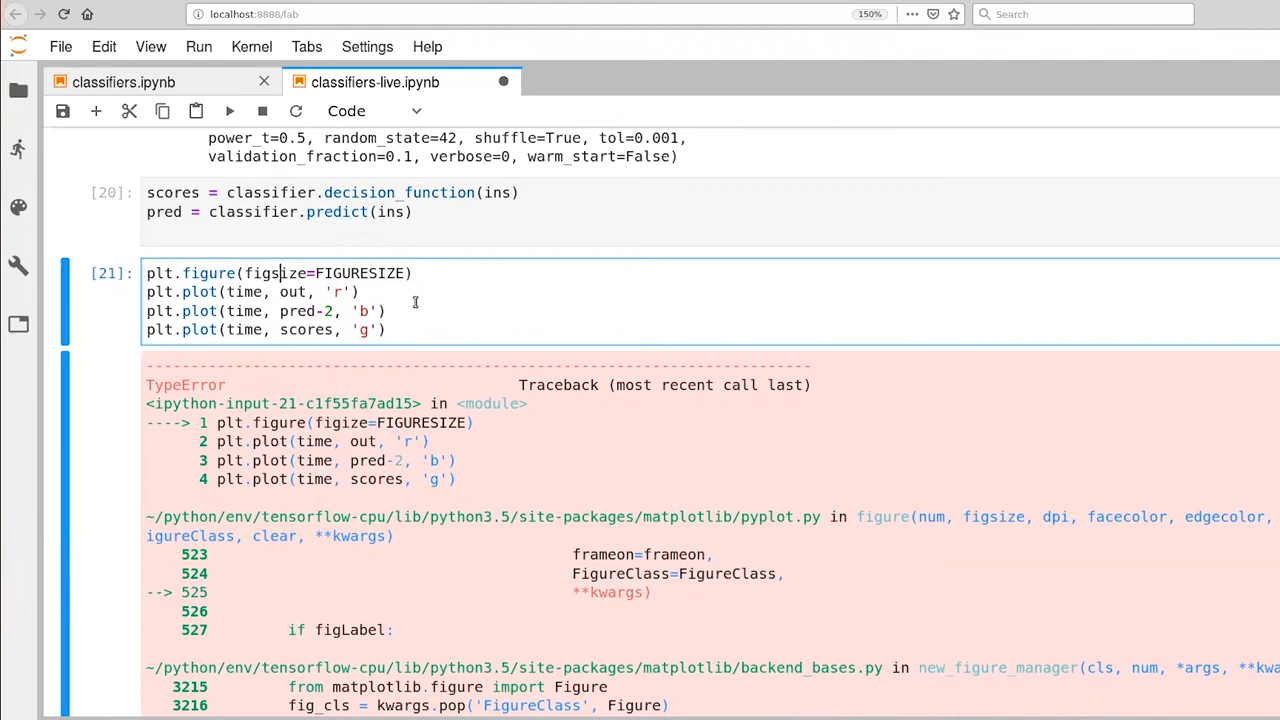 localhost:8888/lab
150%
Search
File Edit View Run Kernel Tabs Settings Help
classifiers.ipynb
classifiers-live.ipynb
Code
power_t=0.5, random_state=42, shuffle=True, tol=0.001,
validation_fraction=0.1, verbose=0, warm_start=False)
[20]: scores = classifier.decision_function(ins)
pred = classifier.predict(ins)
[21]: plt.figure(figsize=FIGURESIZE)
plt.plot(time, out, 'r')
plt.plot(time, pred-2, 'b')
plt.plot(time, scores, 'g')
---------------------------------------------------------------------------
TypeError Traceback (most recent call last)
<ipython-input-21-c1f55fa7ad15> in <module>
----> 1 plt.figure(figize=FIGURESIZE)
2 plt.plot(time, out, 'r')
3 plt.plot(time, pred-2, 'b')
4 plt.plot(time, scores, 'g')
~/python/env/tensorflow-cpu/lib/python3.5/site-packages/matplotlib/pyplot.py in figure(num, figsize, dpi, facecolor, edgecolor,
igureClass, clear, **kwargs)
523 frameon=frameon,
524 FigureClass=FigureClass,
--> 525 **kwargs)
526
527 if figLabel:
~/python/env/tensorflow-cpu/lib/python3.5/site-packages/matplotlib/backend_bases.py in new_figure_manager(cls, num, *args, **kwa
3215 from matplotlib.figure import Figure
3216 fig_cls = kwargs.pop('FigureClass', Figure)